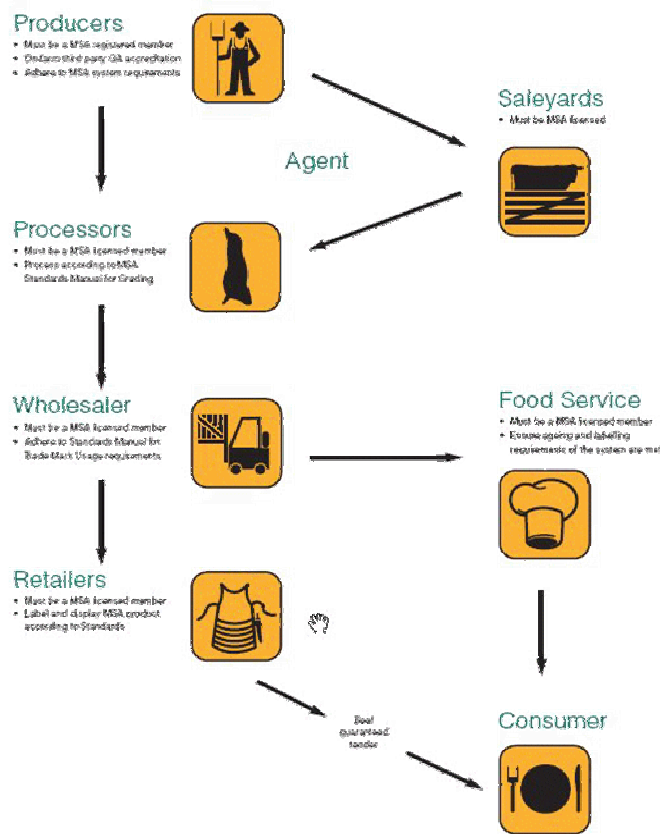 Producers
• Must be a MSA registered member
• third party QA accreditation
• Adhere to MSA system requirements
Saleyards
• Must be MSA licensed
Agent
Processors
• Must be a MSA licensed member
• Process according to MSA
Standards Manual for Grading
Wholesaler
• Must be a MSA licensed member
• Adhere to Standards Manual for
Trade Mark Usage requirements
Food Service
• Must be a MSA licensed member
• Ensure ageing and labelling
requirements of the system are met
Retailers
• Must be a MSA licensed member
• Label and display MSA product
according to Standards
Beef
guaranteed
tender
Consumer